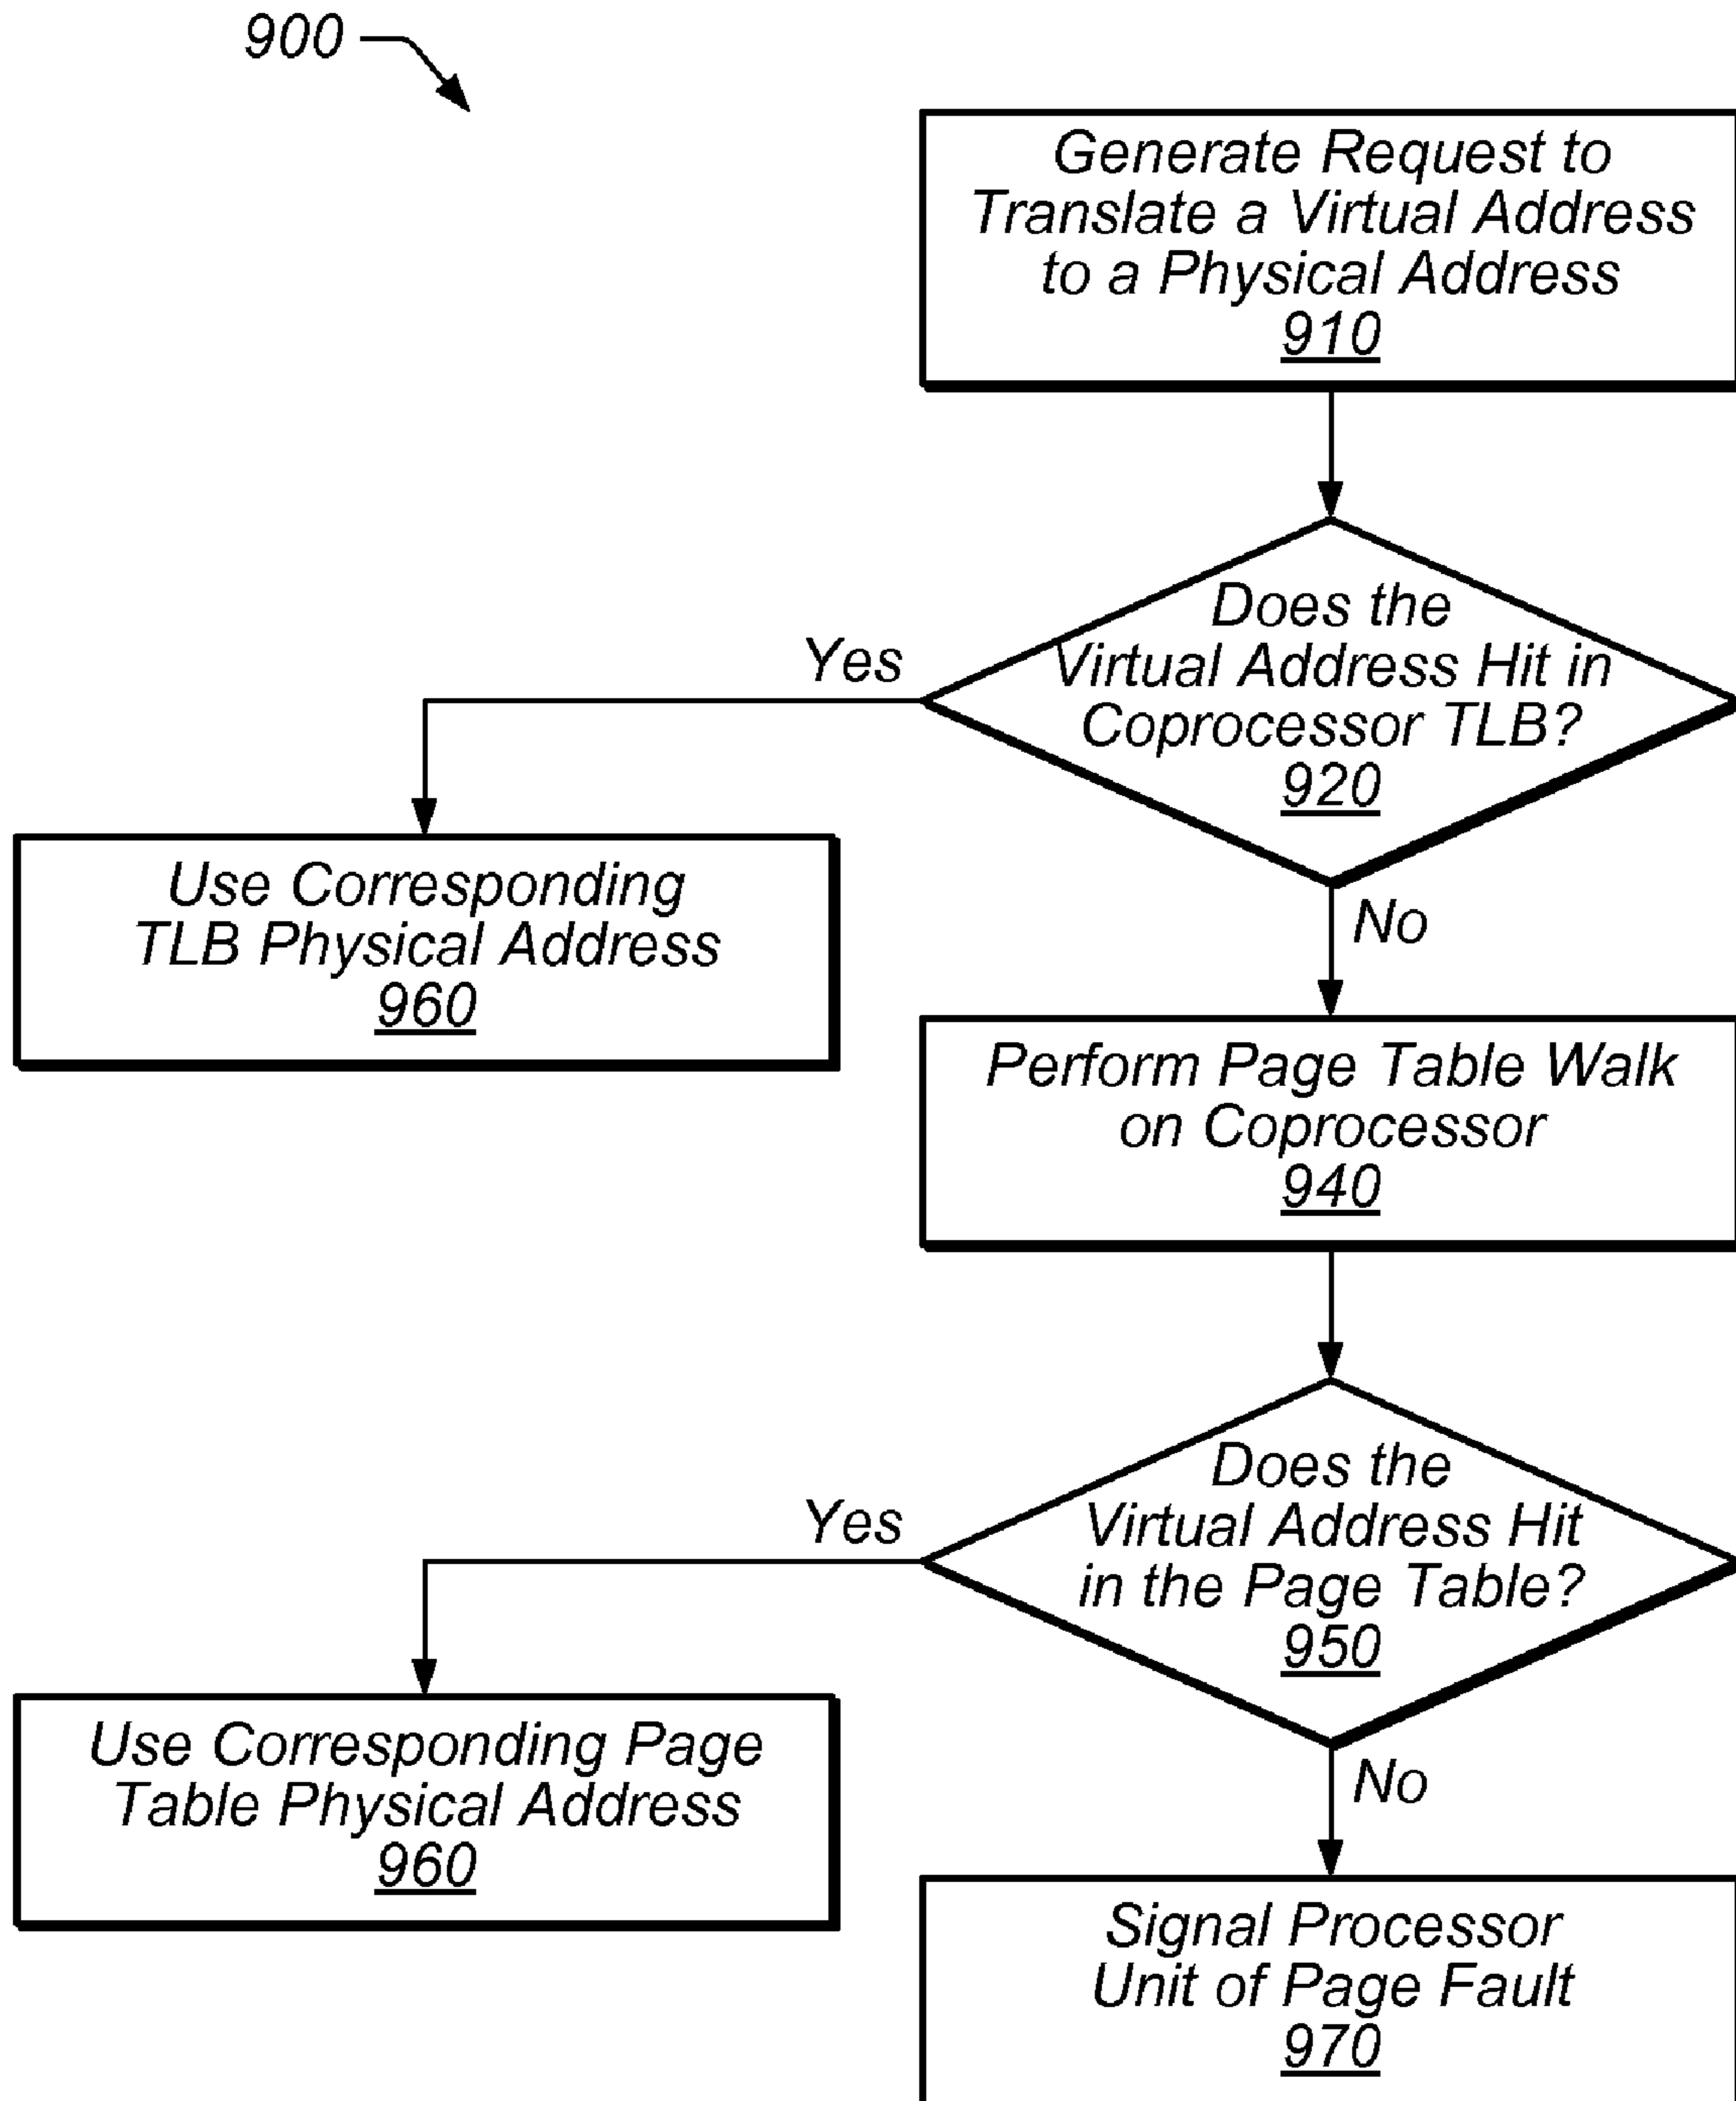 900
Generate Request to
Translate a Virtual Address
to a Physical Address
910
Does the
Virtual Address Hit in
Coprocessor TLB?
920
Yes
Use Corresponding
TLB Physical Address
960
No
Perform Page Table Walk
on Coprocessor
940
Does the
Virtual Address Hit
in the Page Table?
950
Yes
Use Corresponding Page
Table Physical Address
960
No
Signal Processor
Unit of Page Fault
970